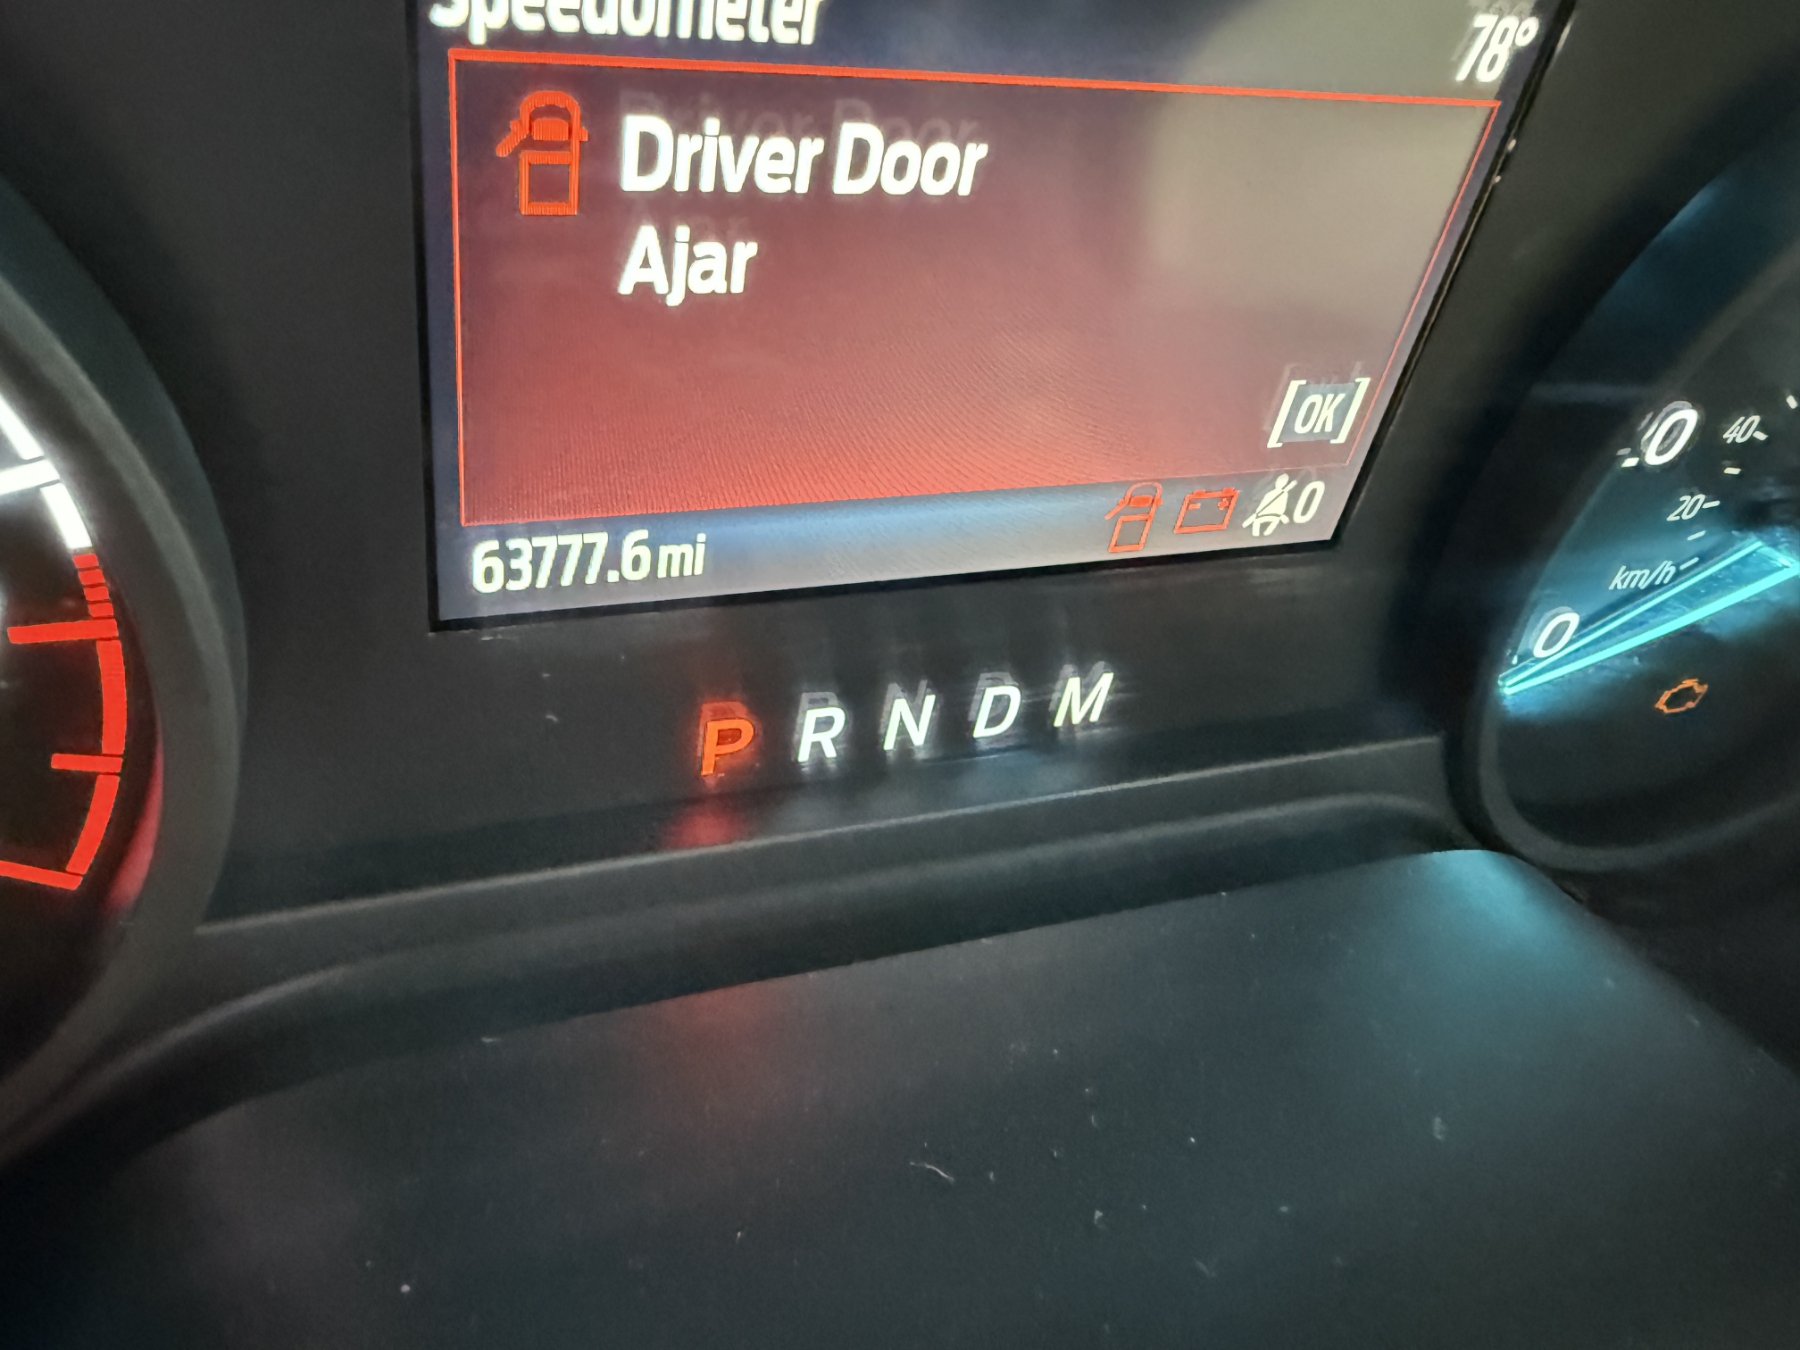 Speedometer
78°
Driver Door
Ajar
[OK]
0
63777.6 mi
P R N D M
40
20
km/h
0